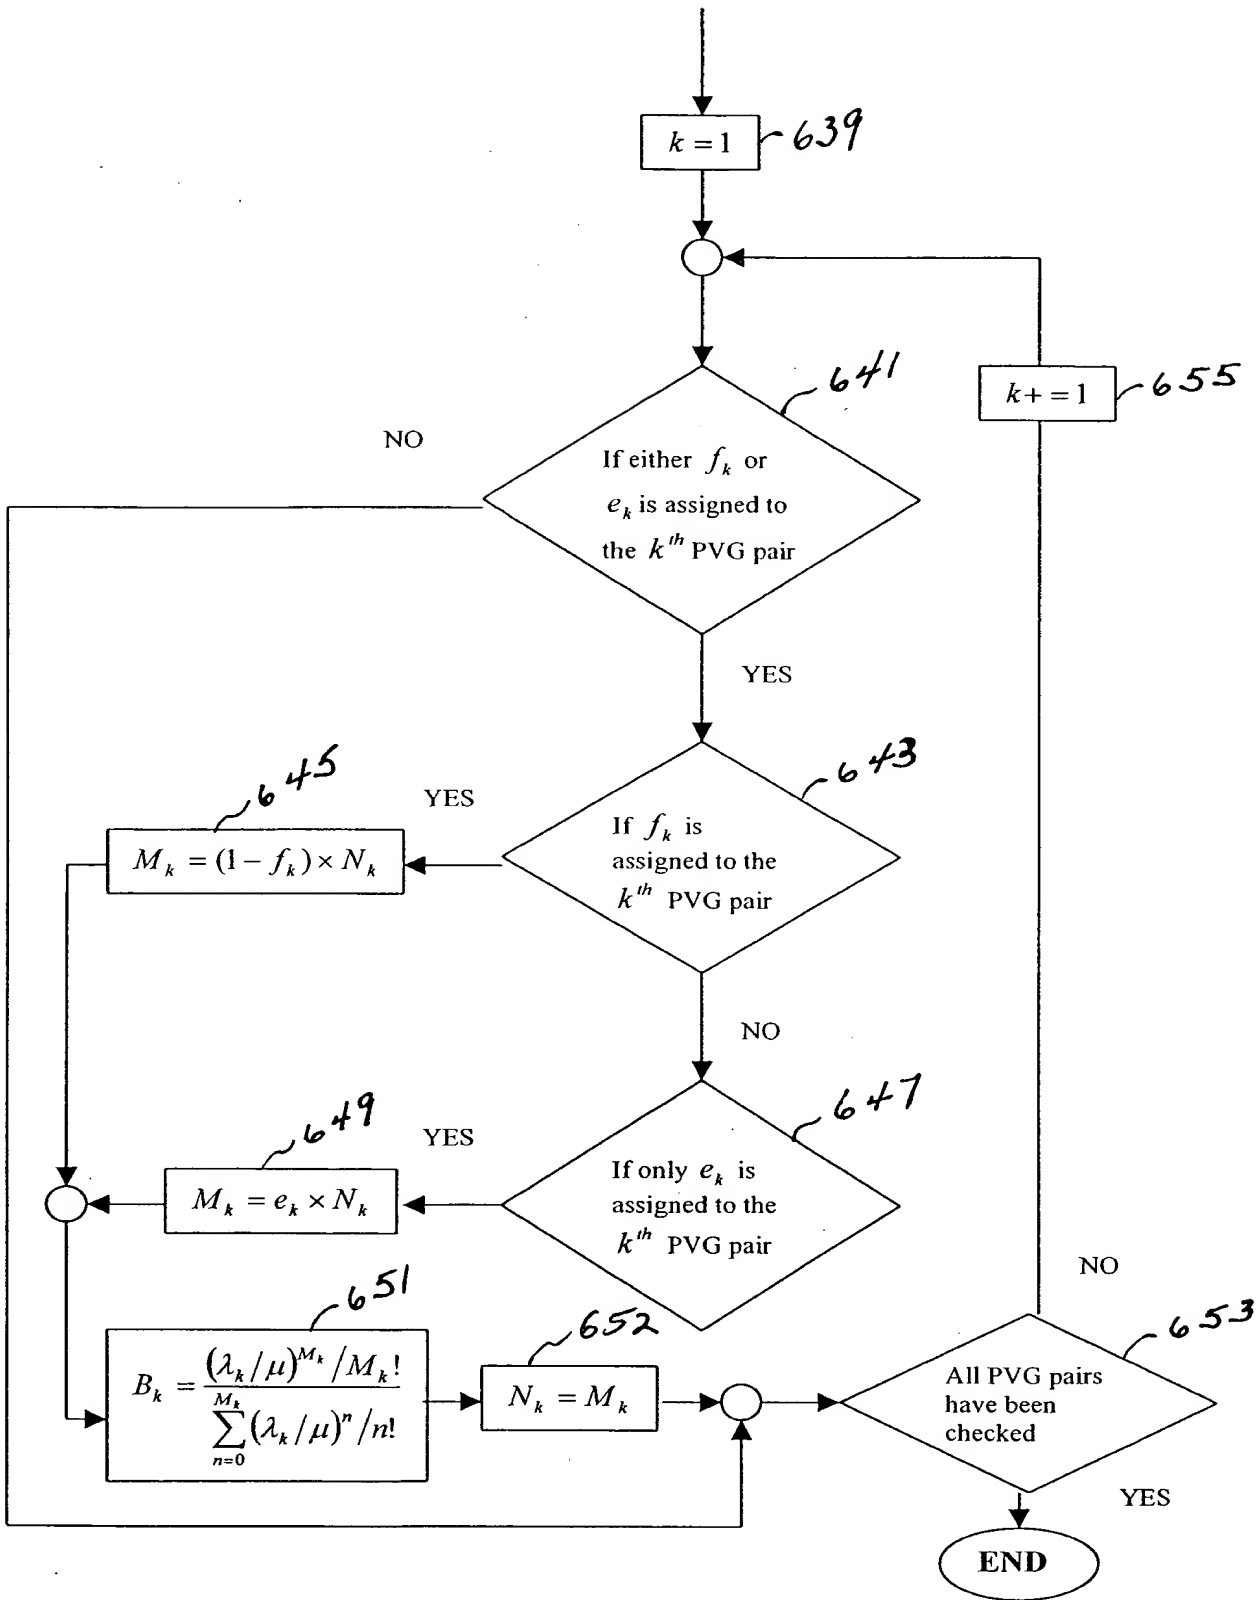 k = 1
639
641
655
k+ = 1
NO
If either f_k or
e_k is assigned to
the k^th PVG pair
YES
643
645
YES
If f_k is
assigned to the
k^th PVG pair
M_k = (1 − f_k) × N_k
NO
647
649
YES
If only e_k is
assigned to the
k^th PVG pair
M_k = e_k × N_k
NO
651
652
653
B_k = (λ_k/μ)^{M_k} / M_k! / ∑_{n=0}^{M_k} (λ_k/μ)^n / n!
N_k = M_k
All PVG pairs
have been
checked
YES
END